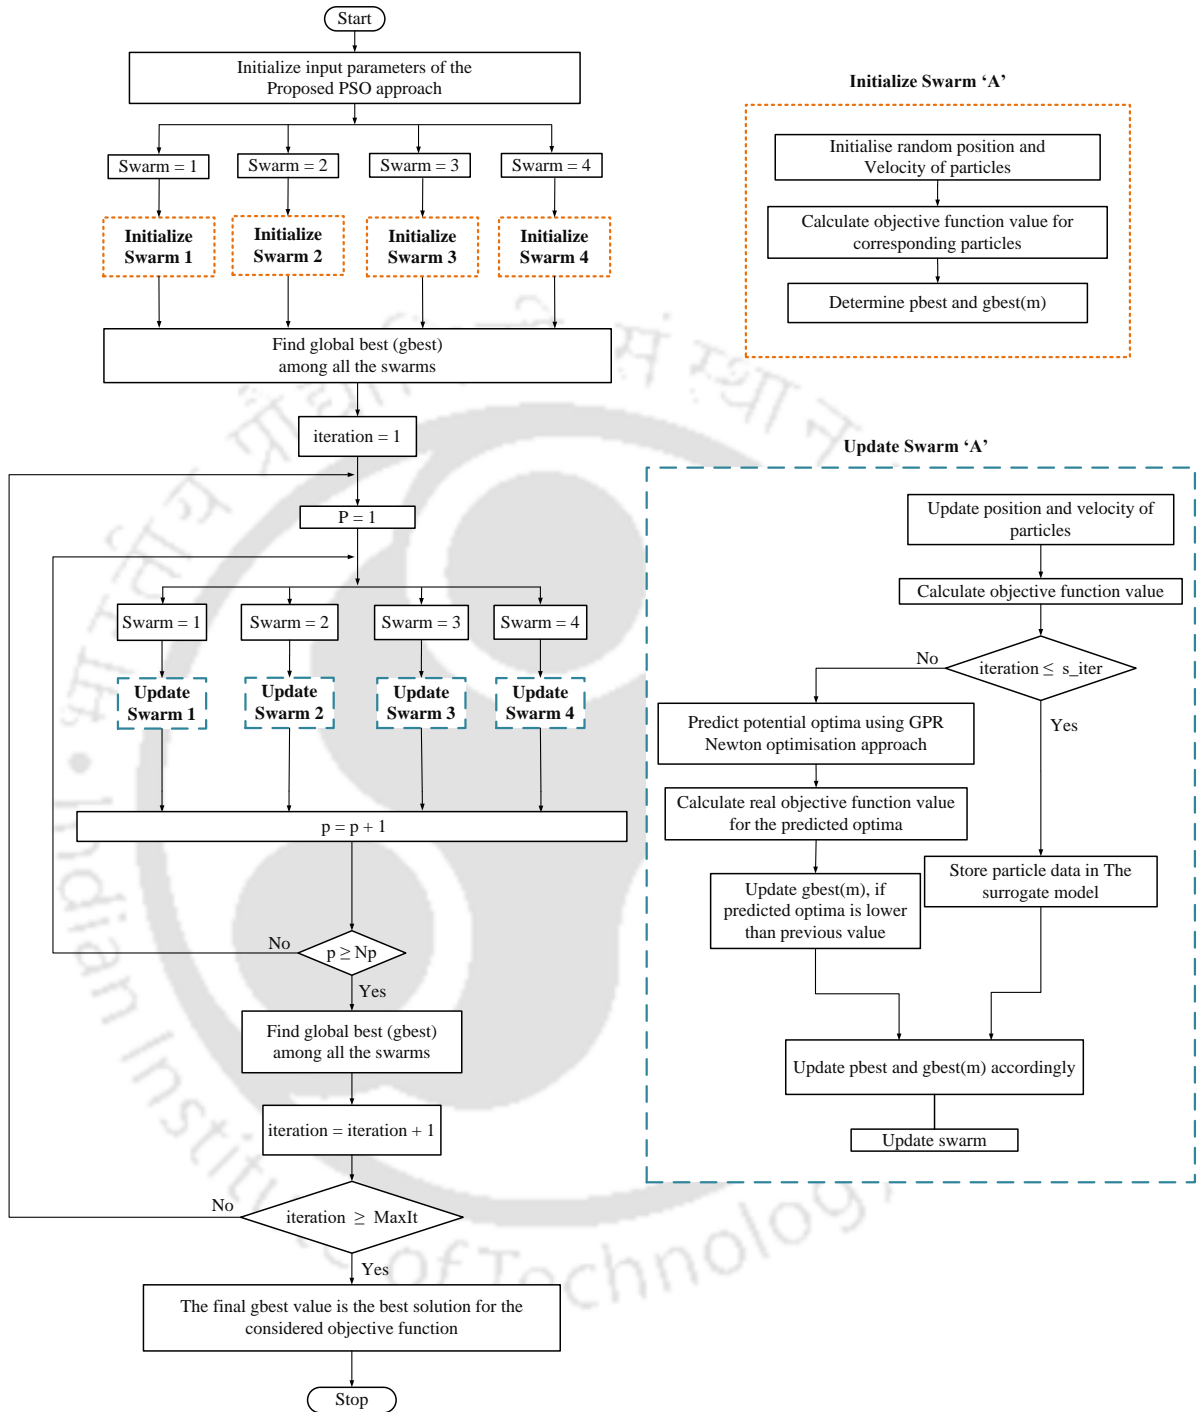 Start
Initialize input parameters of the
Proposed PSO approach
Swarm = 1
Swarm = 2
Swarm = 3
Swarm = 4
Initialize
Swarm 1
Initialize
Swarm 2
Initialize
Swarm 3
Initialize
Swarm 4
Find global best (gbest)
among all the swarms
iteration = 1
P = 1
Swarm = 1
Swarm = 2
Swarm = 3
Swarm = 4
Update
Swarm 1
Update
Swarm 2
Update
Swarm 3
Update
Swarm 4
p = p + 1
No
p ≥ Np
Yes
Find global best (gbest)
among all the swarms
iteration = iteration + 1
No
iteration ≥ MaxIt
Yes
The final gbest value is the best solution for the
considered objective function
Stop
Initialize Swarm ‘A’
Initialise random position and
Velocity of particles
Calculate objective function value for
corresponding particles
Determine pbest and gbest(m)
Update Swarm ‘A’
Update position and velocity of
particles
Calculate objective function value
No
iteration ≤ s_iter
Yes
Predict potential optima using GPR
Newton optimisation approach
Calculate real objective function value
for the predicted optima
Update gbest(m), if
predicted optima is lower
than previous value
Store particle data in The
surrogate model
Update pbest and gbest(m) accordingly
Update swarm
Indian Institute of Technology